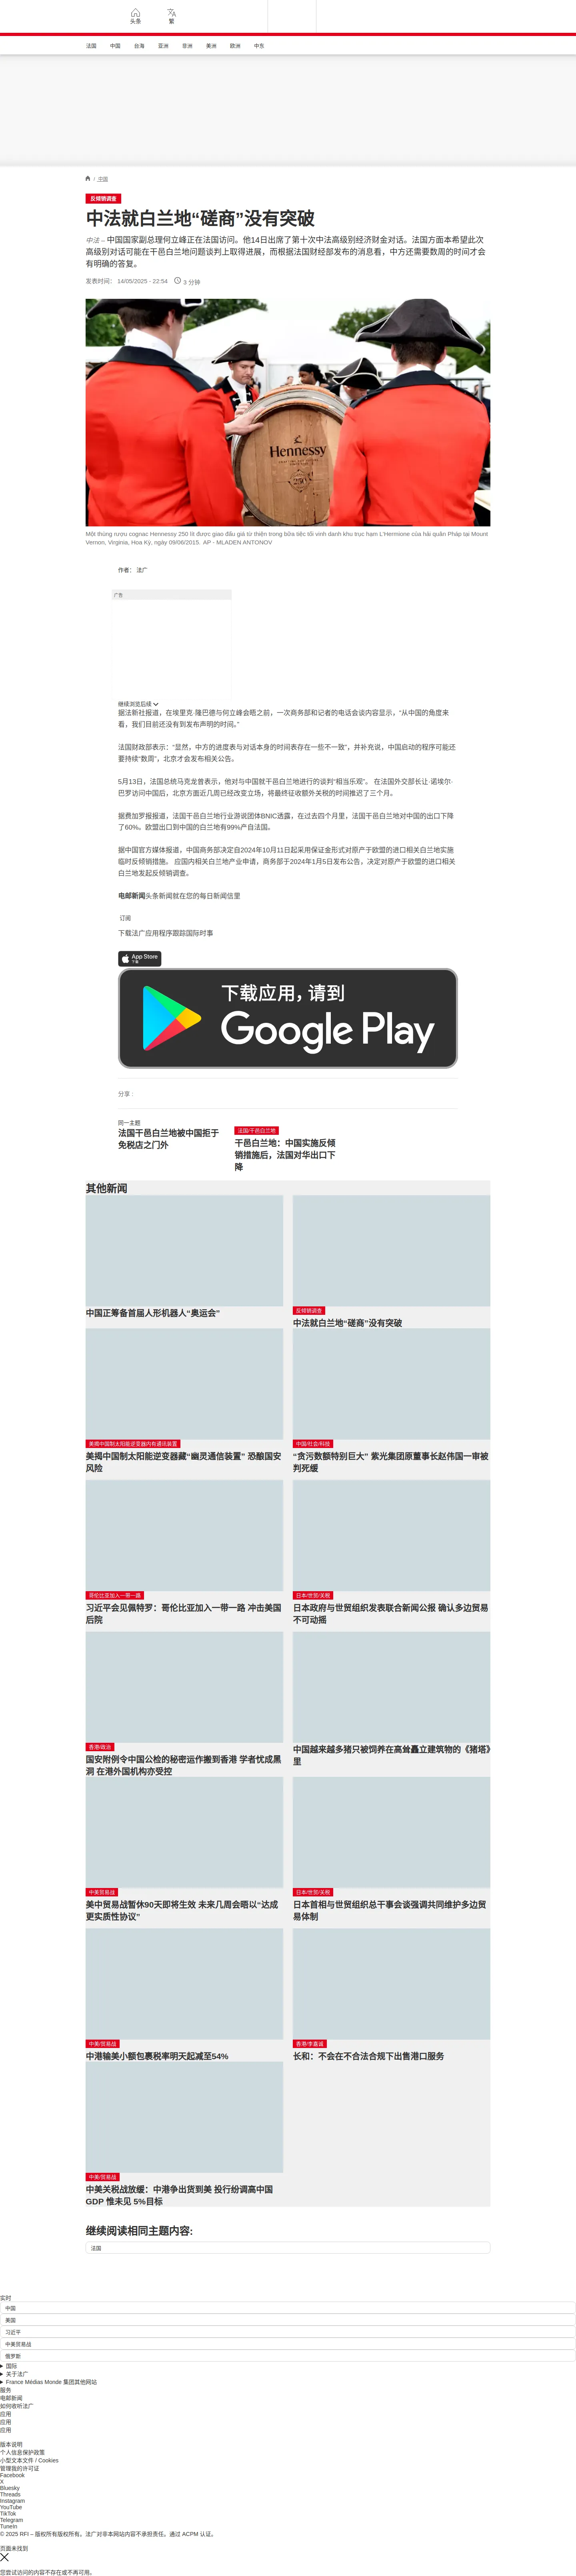 头条
繁
法国
中国
台海
亚洲
非洲
美洲
欧洲
中东
/ 中国
反倾销调查
中法就白兰地“磋商”没有突破
中法 – 中国国家副总理何立峰正在法国访问。他14日出席了第十次中法高级别经济财金对话。法国方面本希望此次
高级别对话可能在干邑白兰地问题谈判上取得进展，而根据法国财经部发布的消息看，中方还需要数周的时间才会
有明确的答复。
发表时间： 14/05/2025 - 22:54
3 分钟
Hennessy
Một thùng rượu cognac Hennessy 250 lít được giao đấu giá từ thiện trong bữa tiệc tối vinh danh khu trục hạm L'Hermione của hải quân Pháp tại Mount
Vernon, Virginia, Hoa Kỳ, ngày 09/06/2015. AP - MLADEN ANTONOV
作者： 法广
广告
继续浏览后续
据法新社报道，在埃里克·隆巴德与何立峰会晤之前，一次商务部和记者的电话会谈内容显示，“从中国的角度来
看，我们目前还没有到发布声明的时间。”
法国财政部表示：“显然，中方的进度表与对话本身的时间表存在一些不一致”，并补充说，中国启动的程序可能还
要持续“数周”，北京才会发布相关公告。
5月13日，法国总统马克龙曾表示，他对与中国就干邑白兰地进行的谈判“相当乐观”。 在法国外交部长让·诺埃尔·
巴罗访问中国后，北京方面近几周已经改变立场，将最终征收额外关税的时间推迟了三个月。
据费加罗报报道，法国干邑白兰地行业游说团体BNIC透露，在过去四个月里，法国干邑白兰地对中国的出口下降
了60%。欧盟出口到中国的白兰地有99%产自法国。
据中国官方媒体报道，中国商务部决定自2024年10月11日起采用保证金形式对原产于欧盟的进口相关白兰地实施
临时反倾销措施。 应国内相关白兰地产业申请，商务部于2024年1月5日发布公告，决定对原产于欧盟的进口相关
白兰地发起反倾销调查。
电邮新闻头条新闻就在您的每日新闻信里
订阅
下载法广应用程序跟踪国际时事
App Store
下载
下载应用，请到
Google Play
分享 :
同一主题
法国干邑白兰地被中国拒于
免税店之门外
法国/干邑白兰地
干邑白兰地：中国实施反倾
销措施后，法国对华出口下
降
其他新闻
中国正筹备首届人形机器人“奥运会”
反倾销调查
中法就白兰地“磋商”没有突破
美揭中国制太阳能逆变器内有通讯装置
美揭中国制太阳能逆变器藏“幽灵通信装置” 恐酿国安
风险
中国/社会/科技
“贪污数额特别巨大” 紫光集团原董事长赵伟国一审被
判死缓
哥伦比亚加入一带一路
习近平会见佩特罗：哥伦比亚加入一带一路 冲击美国
后院
日本/世贸/关税
日本政府与世贸组织发表联合新闻公报 确认多边贸易
不可动摇
香港/政治
国安附例令中国公检的秘密运作搬到香港 学者忧成黑
洞 在港外国机构亦受控
中国越来越多猪只被饲养在高耸矗立建筑物的《猪塔》
里
中美贸易战
美中贸易战暂休90天即将生效 未来几周会晤以“达成
更实质性协议”
日本/世贸/关税
日本首相与世贸组织总干事会谈强调共同维护多边贸
易体制
中美/贸易战
中港输美小额包裹税率明天起减至54%
香港/李嘉诚
长和：不会在不合法合规下出售港口服务
中美/贸易战
中美关税战放缓：中港争出货到美 投行纷调高中国
GDP 惟未见 5%目标
继续阅读相同主题内容:
法国
实时
中国
美国
习近平
中美贸易战
俄罗斯
国际
关于法广
France Médias Monde 集团其他网站
服务
电邮新闻
如何收听法广
应用
应用
应用
版本说明
个人信息保护政策
小型文本文件 / Cookies
管理我的许可证
Facebook
X
Bluesky
Threads
Instagram
YouTube
TikTok
Telegram
TuneIn
© 2025 RFI – 版权所有版权所有。法广对非本网站内容不承担责任。通过 ACPM 认证。
页面未找到
您尝试访问的内容不存在或不再可用。